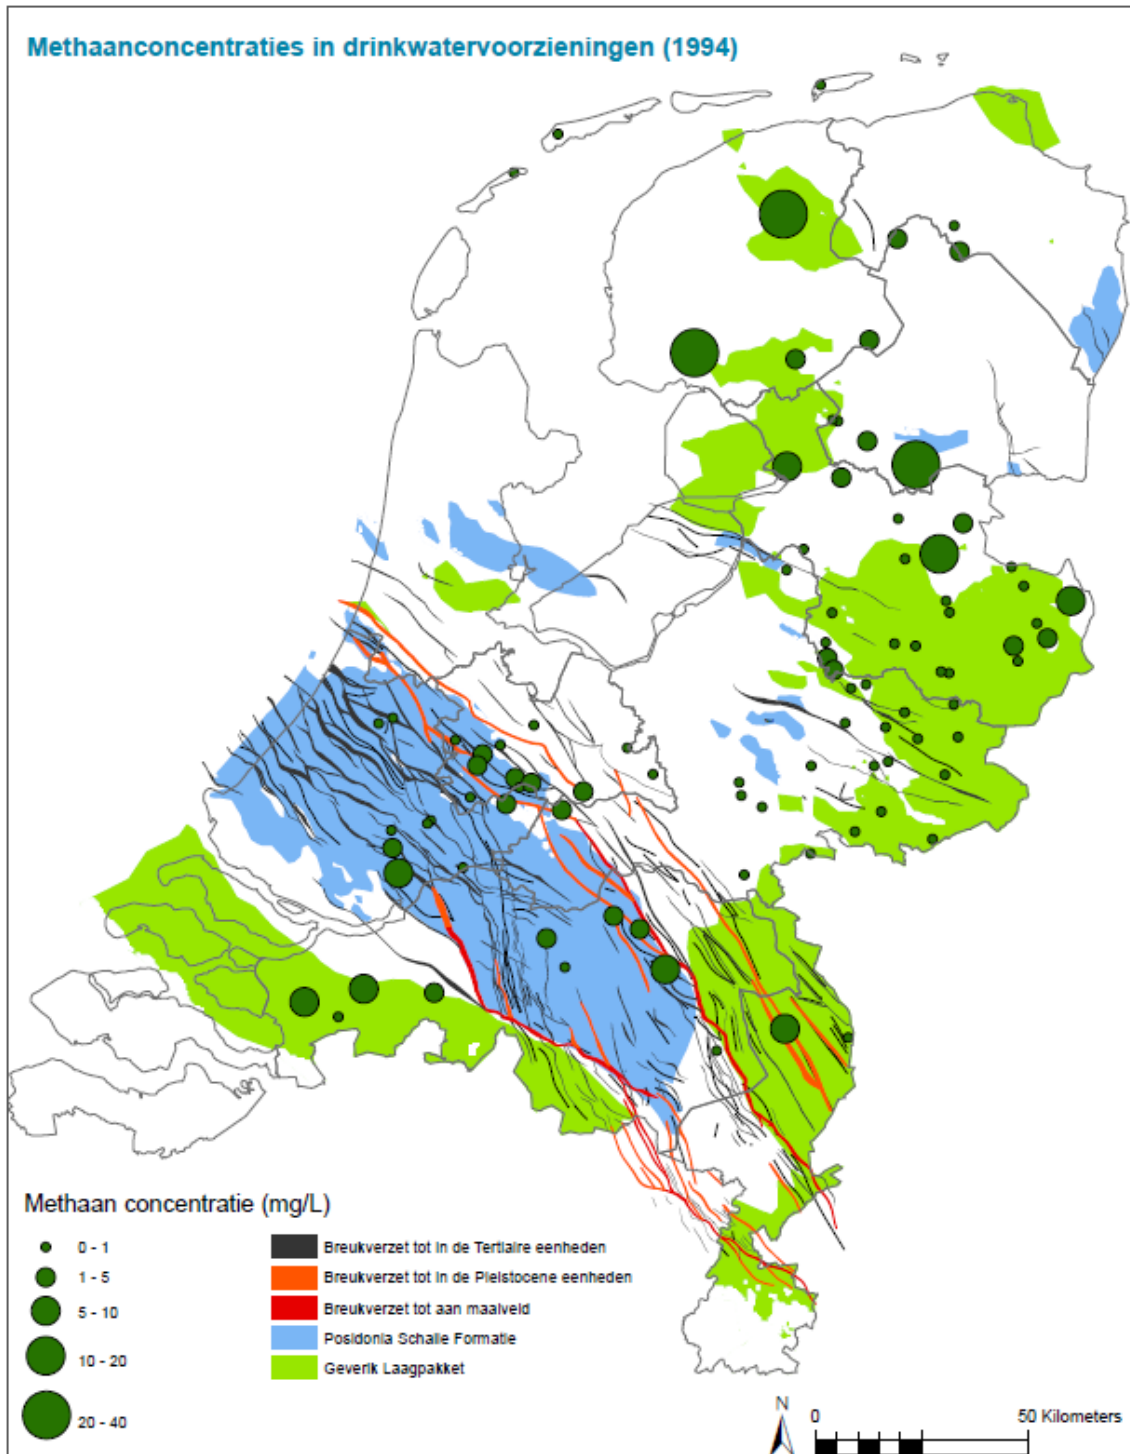 Methaanconcentraties in drinkwatervoorzieningen (1994)
Methaan concentratie (mg/L)
0 - 1
1 - 5
5 - 10
10 - 20
20 - 40
Breukverzet tot in de Tertiaire eenheden
Breukverzet tot in de Pleistocene eenheden
Breukverzet tot aan maaiveld
Posidonia Schalie Formatie
Geverik Laagpakket
N
0 50 Kilometers